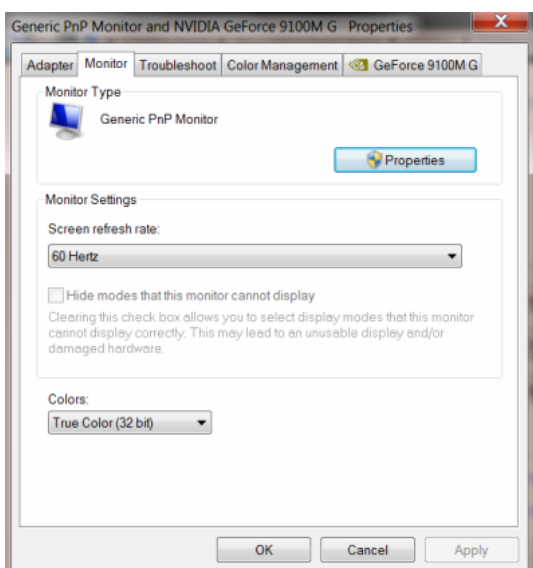 Generic PnP Monitor and NVIDIA GeForce 9100M G Properties
Adapter Monitor Troubleshoot Color Management GeForce 9100M G
Monitor Type
Generic PnP Monitor
Properties
Monitor Settings
Screen refresh rate:
60 Hertz
Hide modes that this monitor cannot display
Clearing this check box allows you to select display modes that this monitor
cannot display correctly. This may lead to an unusable display and/or
damaged hardware.
Colors:
True Color (32 bit)
OK Cancel Apply